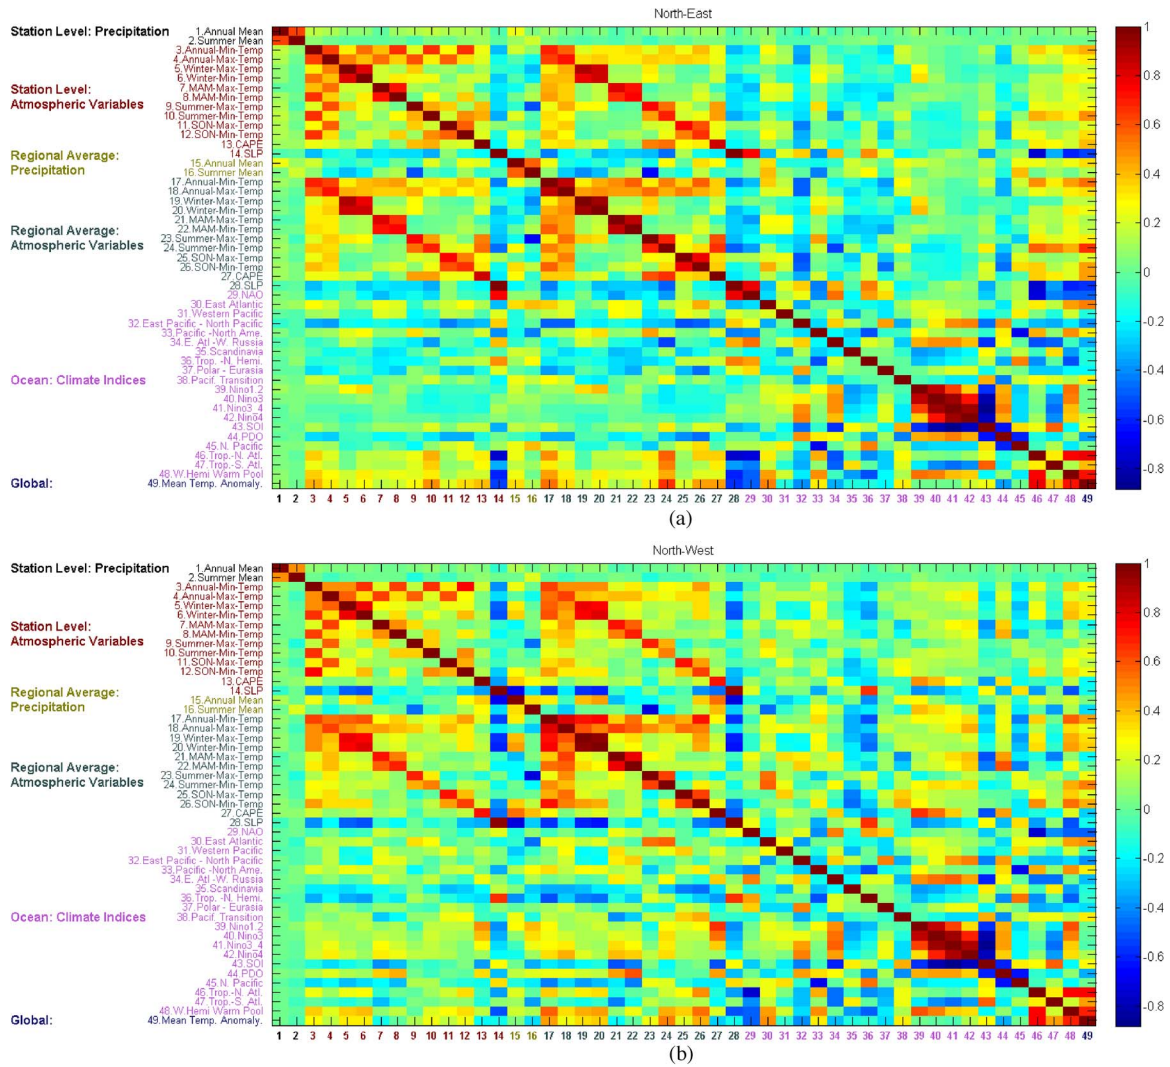 North-East
Station Level: Precipitation
1.Annual Mean
2.Summer Mean
3.Annual-Min-Temp
4.Annual-Max-Temp
5.Winter-Max-Temp
6.Winter-Min-Temp
Station Level:
Atmospheric Variables
7.MAM-Max-Temp
8.MAM-Min-Temp
9.Summer-Max-Temp
10.Summer-Min-Temp
11.SON-Max-Temp
12.SON-Min-Temp
13.CAPE
14.SLP
Regional Average:
Precipitation
15.Annual Mean
16.Summer Mean
17.Annual-Min-Temp
18.Annual-Max-Temp
19.Winter-Max-Temp
20.Winter-Min-Temp
Regional Average:
Atmospheric Variables
21.MAM-Max-Temp
22.MAM-Min-Temp
23.Summer-Max-Temp
24.Summer-Min-Temp
25.SON-Max-Temp
26.SON-Min-Temp
27.CAPE
28.SLP
29.NAO
30.East Atlantic
31.Western Pacific
32.East Pacific - North Pacific
33.Pacific -North Ame.
34.E. Atl -W. Russia
35.Scandinavia
36.Trop. -N. Hemi.
37.Polar - Eurasia
Ocean: Climate Indices
38.Pacif. Transition
39.Nino1.2
40.Nino3
41.Nino3_4
42.Nino4
43.SOI
44.PDO
45.N. Pacific
46.Trop.-N. Atl.
47.Trop.-S. Atl.
48.W.Hemi Warm Pool
Global:
49.Mean Temp. Anomaly.
1 2 3 4 5 6 7 8 9 10 11 12 13 14 15 16 17 18 19 20 21 22 23 24 25 26 27 28 29 30 31 32 33 34 35 36 37 38 39 40 41 42 43 44 45 46 47 48 49
1
0.8
0.6
0.4
0.2
0
-0.2
-0.4
-0.6
-0.8
(a)
North-West
Station Level: Precipitation
1.Annual Mean
2.Summer Mean
3.Annual-Min-Temp
4.Annual-Max-Temp
5.Winter-Max-Temp
6.Winter-Min-Temp
Station Level:
Atmospheric Variables
7.MAM-Max-Temp
8.MAM-Min-Temp
9.Summer-Max-Temp
10.Summer-Min-Temp
11.SON-Max-Temp
12.SON-Min-Temp
13.CAPE
14.SLP
Regional Average:
Precipitation
15.Annual Mean
16.Summer Mean
17.Annual-Min-Temp
18.Annual-Max-Temp
19.Winter-Max-Temp
20.Winter-Min-Temp
Regional Average:
Atmospheric Variables
21.MAM-Max-Temp
22.MAM-Min-Temp
23.Summer-Max-Temp
24.Summer-Min-Temp
25.SON-Max-Temp
26.SON-Min-Temp
27.CAPE
28.SLP
29.NAO
30.East Atlantic
31.Western Pacific
32.East Pacific - North Pacific
33.Pacific -North Ame.
34.E. Atl -W. Russia
35.Scandinavia
36.Trop. -N. Hemi.
37.Polar - Eurasia
Ocean: Climate Indices
38.Pacif. Transition
39.Nino1.2
40.Nino3
41.Nino3_4
42.Nino4
43.SOI
44.PDO
45.N. Pacific
46.Trop.-N. Atl.
47.Trop.-S. Atl.
48.W.Hemi Warm Pool
Global:
49.Mean Temp. Anomaly.
1 2 3 4 5 6 7 8 9 10 11 12 13 14 15 16 17 18 19 20 21 22 23 24 25 26 27 28 29 30 31 32 33 34 35 36 37 38 39 40 41 42 43 44 45 46 47 48 49
1
0.8
0.6
0.4
0.2
0
-0.2
-0.4
-0.6
-0.8
(b)